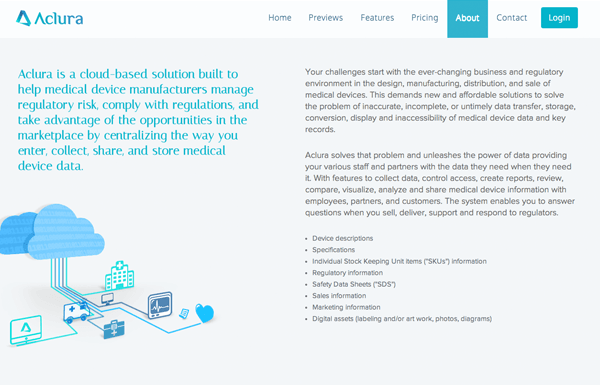 Aclura
Home Previews Features Pricing About Contact Login
Aclura is a cloud-based solution built to
help medical device manufacturers manage
regulatory risk, comply with regulations, and
take advantage of the opportunities in the
marketplace by centralizing the way you
enter, collect, share, and store medical
device data.
Your challenges start with the ever-changing business and regulatory
environment in the design, manufacturing, distribution, and sale of
medical devices. This demands new and affordable solutions to solve
the problem of inaccurate, incomplete, or untimely data transfer, storage,
conversion, display and inaccessibility of medical device data and key
records.
Aclura solves that problem and unleashes the power of data providing
your various staff and partners with the data they need when they need
it. With features to collect data, control access, create reports, review,
compare, visualize, analyze and share medical device information with
employees, partners, and customers. The system enables you to answer
questions when you sell, deliver, support and respond to regulators.
• Device descriptions
• Specifications
• Individual Stock Keeping Unit items ("SKUs") information
• Regulatory information
• Safety Data Sheets ("SDS")
• Sales information
• Marketing information
• Digital assets (labeling and/or art work, photos, diagrams)